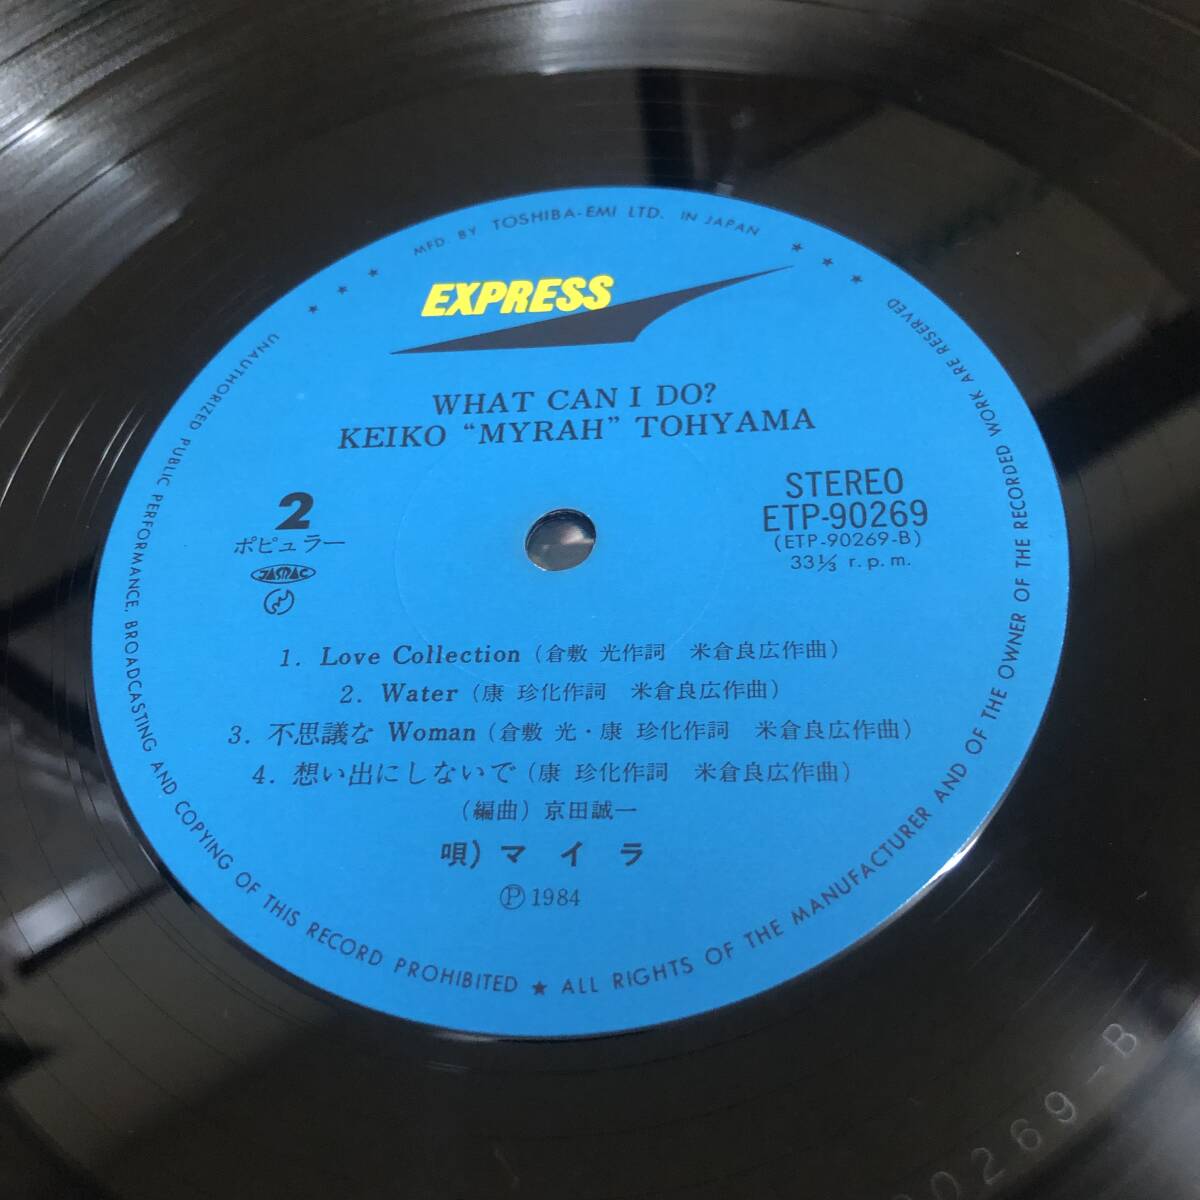 MFD. BY TOSHIBA-EMI LTD. IN JAPAN
EXPRESS
WHAT CAN I DO?
KEIKO “MYRAH” TOHYAMA
2
ポピュラー
JASRAC
STEREO
ETP-90269
(ETP-90269-B)
33⅓ r.p.m.
1. Love Collection (倉敷 光作詞 米倉良広作曲)
2. Water (康 珍化作詞 米倉良広作曲)
3. 不思議な Woman (倉敷 光・康 珍化作詞 米倉良広作曲)
4. 想い出にしないで (康 珍化作詞 米倉良広作曲)
(編曲)京田誠一
唄) マイラ
Ⓟ 1984
UNAUTHORIZED PUBLIC PERFORMANCE, BROADCASTING AND COPYING OF THIS RECORD PROHIBITED ★ ALL RIGHTS OF THE MANUFACTURER AND OF THE OWNER OF THE RECORDED WORK ARE RESERVED
0269-B